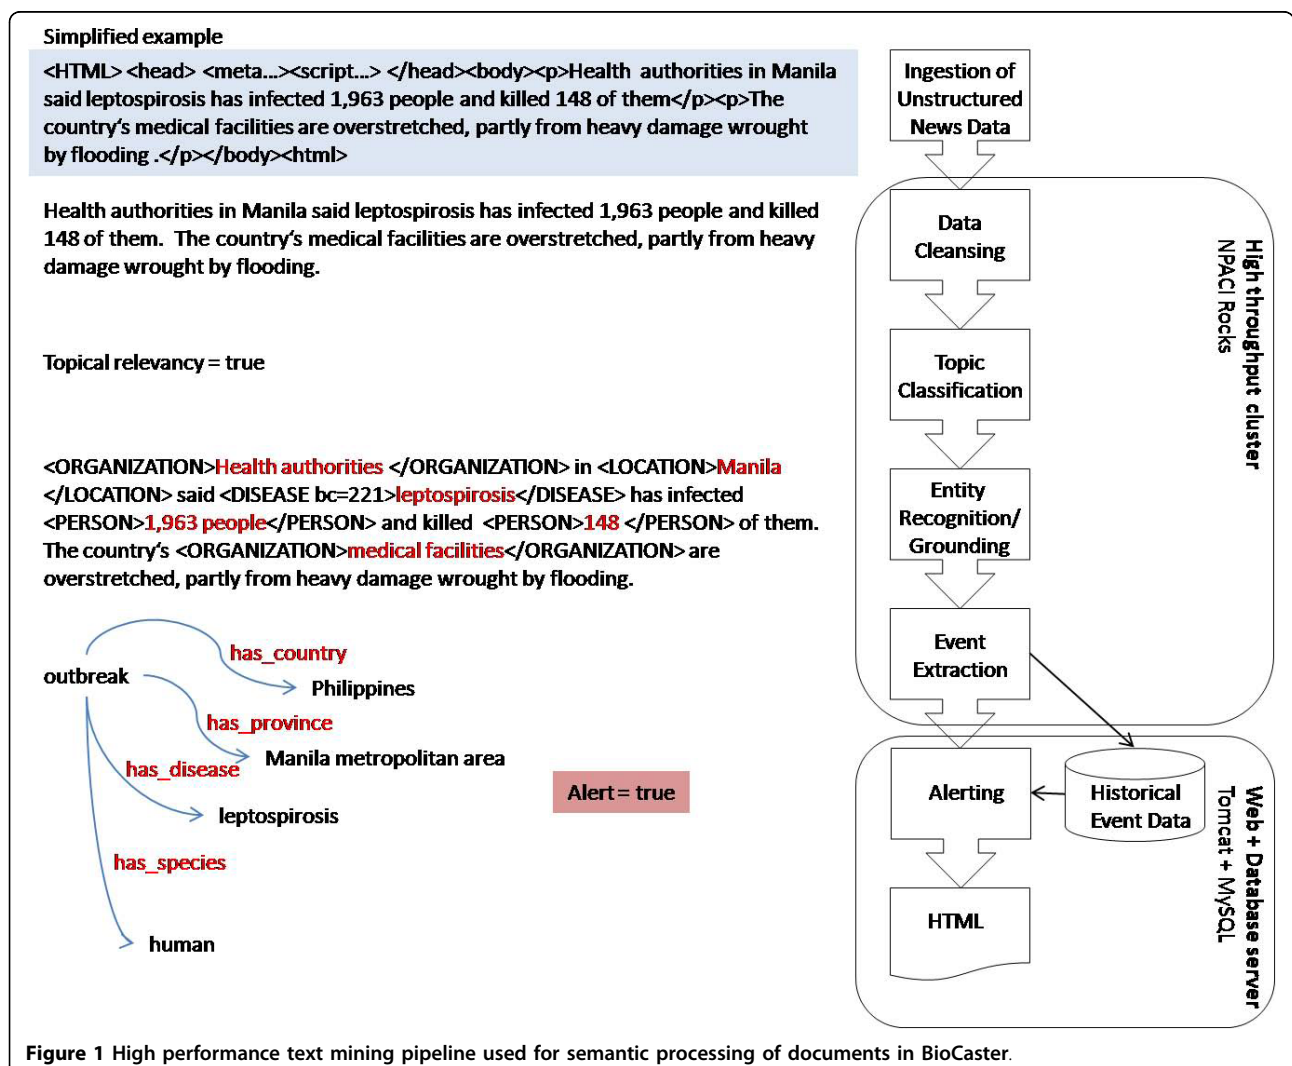 Simplified example
<HTML> <head> <meta...><script...> </head><body><p>Health authorities in Manila
said leptospirosis has infected 1,963 people and killed 148 of them</p><p>The
country's medical facilities are overstretched, partly from heavy damage wrought
by flooding .</p></body><html>
Health authorities in Manila said leptospirosis has infected 1,963 people and killed
148 of them. The country's medical facilities are overstretched, partly from heavy
damage wrought by flooding.
Topical relevancy = true
<ORGANIZATION>Health authorities </ORGANIZATION> in <LOCATION>Manila
</LOCATION> said <DISEASE bc=221>leptospirosis</DISEASE> has infected
<PERSON>1,963 people</PERSON> and killed <PERSON>148 </PERSON> of them.
The country's <ORGANIZATION>medical facilities</ORGANIZATION> are
overstretched, partly from heavy damage wrought by flooding.
outbreak
has_country
Philippines
has_province
Manila metropolitan area
has_disease
leptospirosis
has_species
human
Alert = true
Ingestion of
Unstructured
News Data
Data
Cleansing
Topic
Classification
Entity
Recognition/
Grounding
Event
Extraction
High throughput cluster
NPACI Rocks
Alerting
Historical
Event Data
HTML
Web + Database server
Tomcat + MySQL
Figure 1 High performance text mining pipeline used for semantic processing of documents in BioCaster.